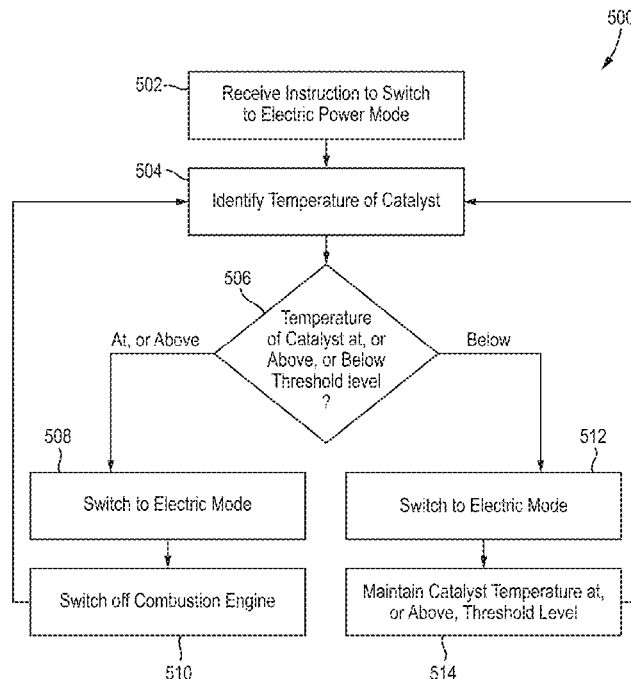 500
502
Receive Instruction to Switch
to Electric Power Mode
504
Identify Temperature of Catalyst
506
Temperature
of Catalyst at, or
Above, or Below
Threshold level
?
At, or Above
Below
508
Switch to Electric Mode
512
Switch to Electric Mode
Switch off Combustion Engine
510
Maintain Catalyst Temperature at,
or Above, Threshold Level
514